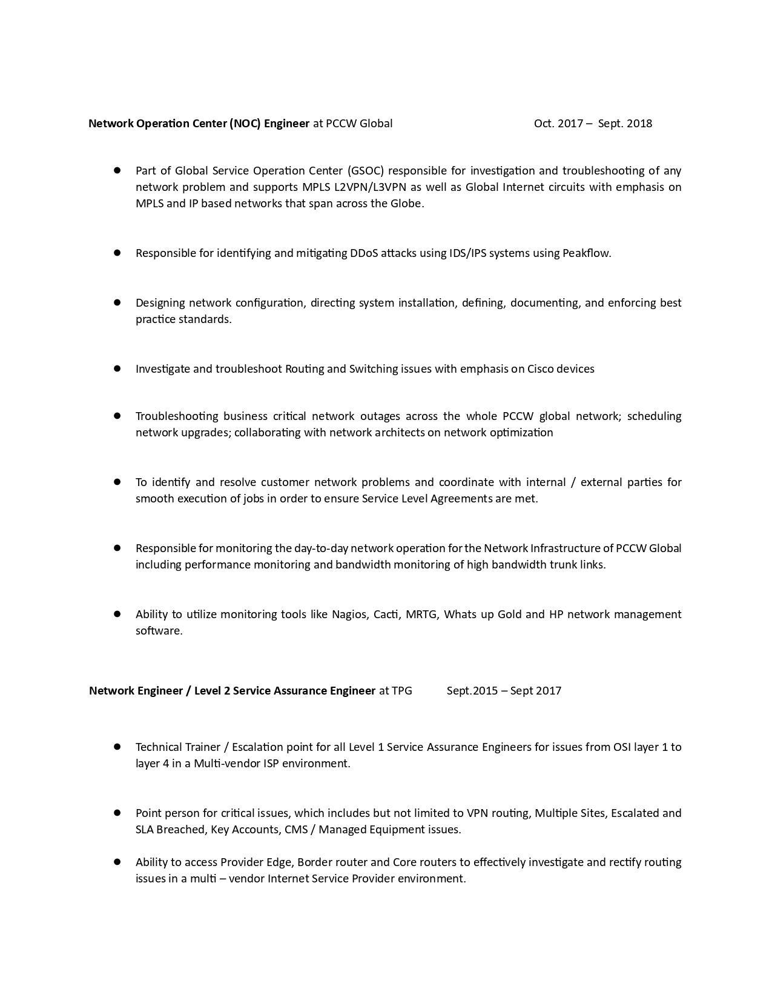 Network Operation Center (NOC) Engineer at PCCW Global Oct. 2017 – Sept. 2018
● Part of Global Service Operation Center (GSOC) responsible for investigation and troubleshooting of any
network problem and supports MPLS L2VPN/L3VPN as well as Global Internet circuits with emphasis on
MPLS and IP based networks that span across the Globe.
● Responsible for identifying and mitigating DDoS attacks using IDS/IPS systems using Peakflow.
● Designing network configuration, directing system installation, defining, documenting, and enforcing best
practice standards.
● Investigate and troubleshoot Routing and Switching issues with emphasis on Cisco devices
● Troubleshooting business critical network outages across the whole PCCW global network; scheduling
network upgrades; collaborating with network architects on network optimization
● To identify and resolve customer network problems and coordinate with internal / external parties for
smooth execution of jobs in order to ensure Service Level Agreements are met.
● Responsible for monitoring the day-to-day network operation for the Network Infrastructure of PCCW Global
including performance monitoring and bandwidth monitoring of high bandwidth trunk links.
● Ability to utilize monitoring tools like Nagios, Cacti, MRTG, Whats up Gold and HP network management
software.
Network Engineer / Level 2 Service Assurance Engineer at TPG Sept.2015 – Sept 2017
● Technical Trainer / Escalation point for all Level 1 Service Assurance Engineers for issues from OSI layer 1 to
layer 4 in a Multi-vendor ISP environment.
● Point person for critical issues, which includes but not limited to VPN routing, Multiple Sites, Escalated and
SLA Breached, Key Accounts, CMS / Managed Equipment issues.
● Ability to access Provider Edge, Border router and Core routers to effectively investigate and rectify routing
issues in a multi – vendor Internet Service Provider environment.